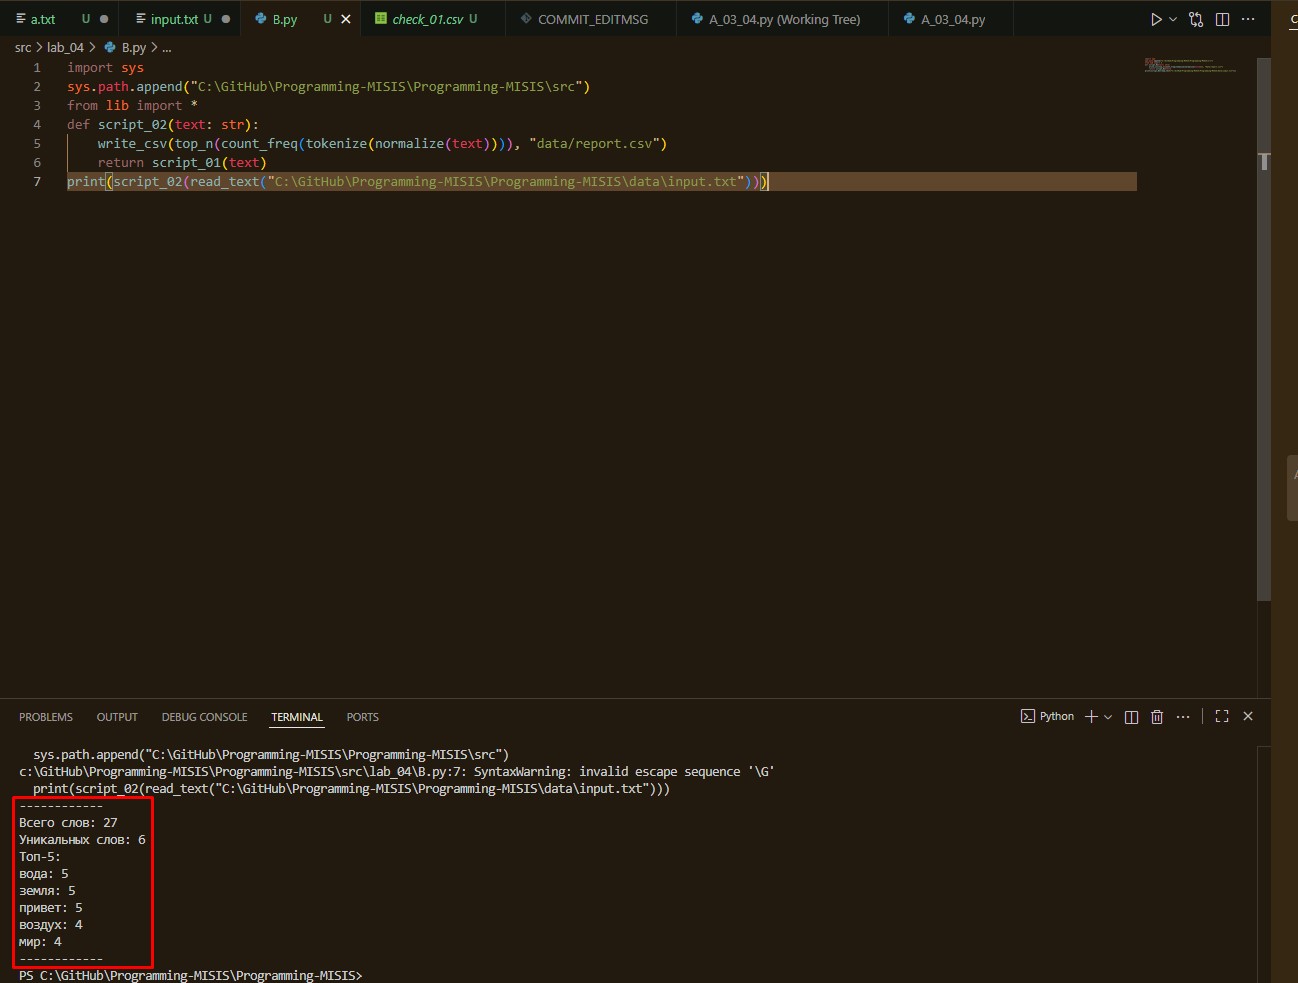 a.txt U
input.txt U
B.py U
check_01.csv U
COMMIT_EDITMSG
A_03_04.py (Working Tree)
A_03_04.py
src > lab_04 > B.py > ...
1 import sys
2 sys.path.append("C:\GitHub\Programming-MISIS\Programming-MISIS\src")
3 from lib import *
4 def script_02(text: str):
5 write_csv(top_n(count_freq(tokenize(normalize(text)))), "data/report.csv")
6 return script_01(text)
7 print(script_02(read_text("C:\GitHub\Programming-MISIS\Programming-MISIS\data\input.txt")))
PROBLEMS OUTPUT DEBUG CONSOLE TERMINAL PORTS
Python
sys.path.append("C:\GitHub\Programming-MISIS\Programming-MISIS\src")
c:\GitHub\Programming-MISIS\Programming-MISIS\src\lab_04\B.py:7: SyntaxWarning: invalid escape sequence '\G'
print(script_02(read_text("C:\GitHub\Programming-MISIS\Programming-MISIS\data\input.txt")))
------------
Всего слов: 27
Уникальных слов: 6
Топ-5:
вода: 5
земля: 5
привет: 5
воздух: 4
мир: 4
------------
PS C:\GitHub\Programming-MISIS\Programming-MISIS>